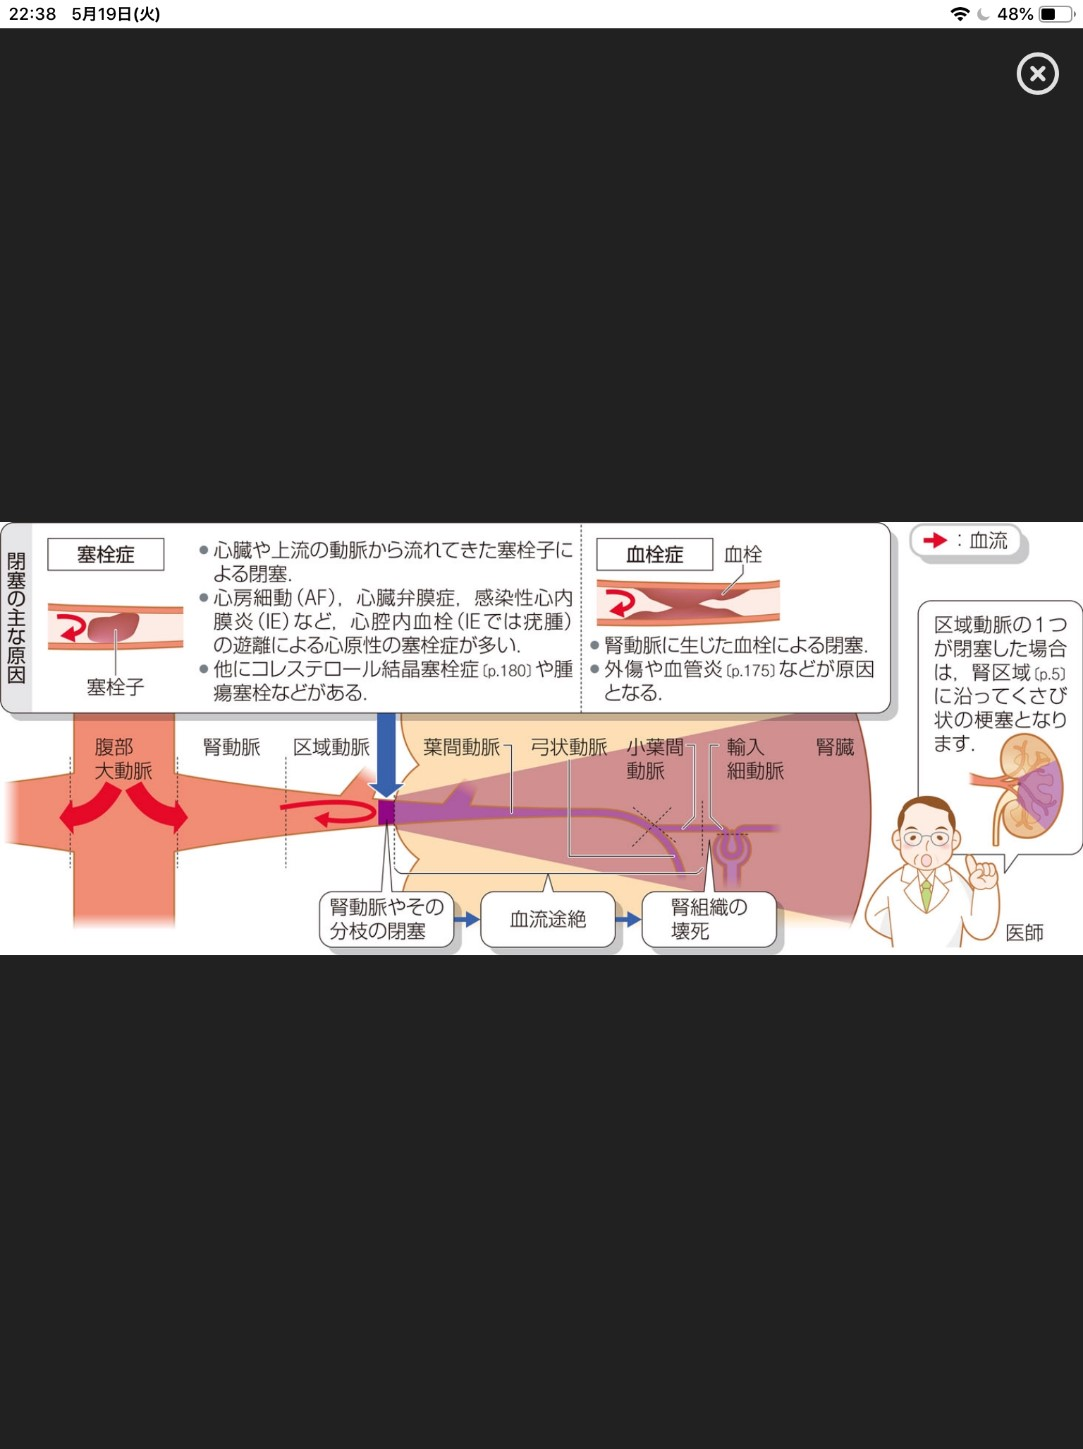 22:38 5月19日(火)
48%
閉塞の主な原因
塞栓症
塞栓子
●心臓や上流の動脈から流れてきた塞栓子に
よる閉塞.
●心房細動(AF),心臓弁膜症,感染性心内
膜炎(IE)など,心腔内血栓(IEでは疣腫)
の遊離による心原性の塞栓症が多い.
●他にコレステロール結晶塞栓症〔p.180〕や腫
瘍塞栓などがある.
血栓症
血栓
●腎動脈に生じた血栓による閉塞.
●外傷や血管炎〔p.175〕などが原因
となる.
:血流
区域動脈の1つ
が閉塞した場合
は,腎区域〔p.5〕
に沿ってくさび
状の梗塞となり
ます.
腹部
大動脈
腎動脈
区域動脈
葉間動脈
弓状動脈
小葉間
動脈
輸入
細動脈
腎臓
腎動脈やその
分枝の閉塞
血流途絶
腎組織の
壊死
医師